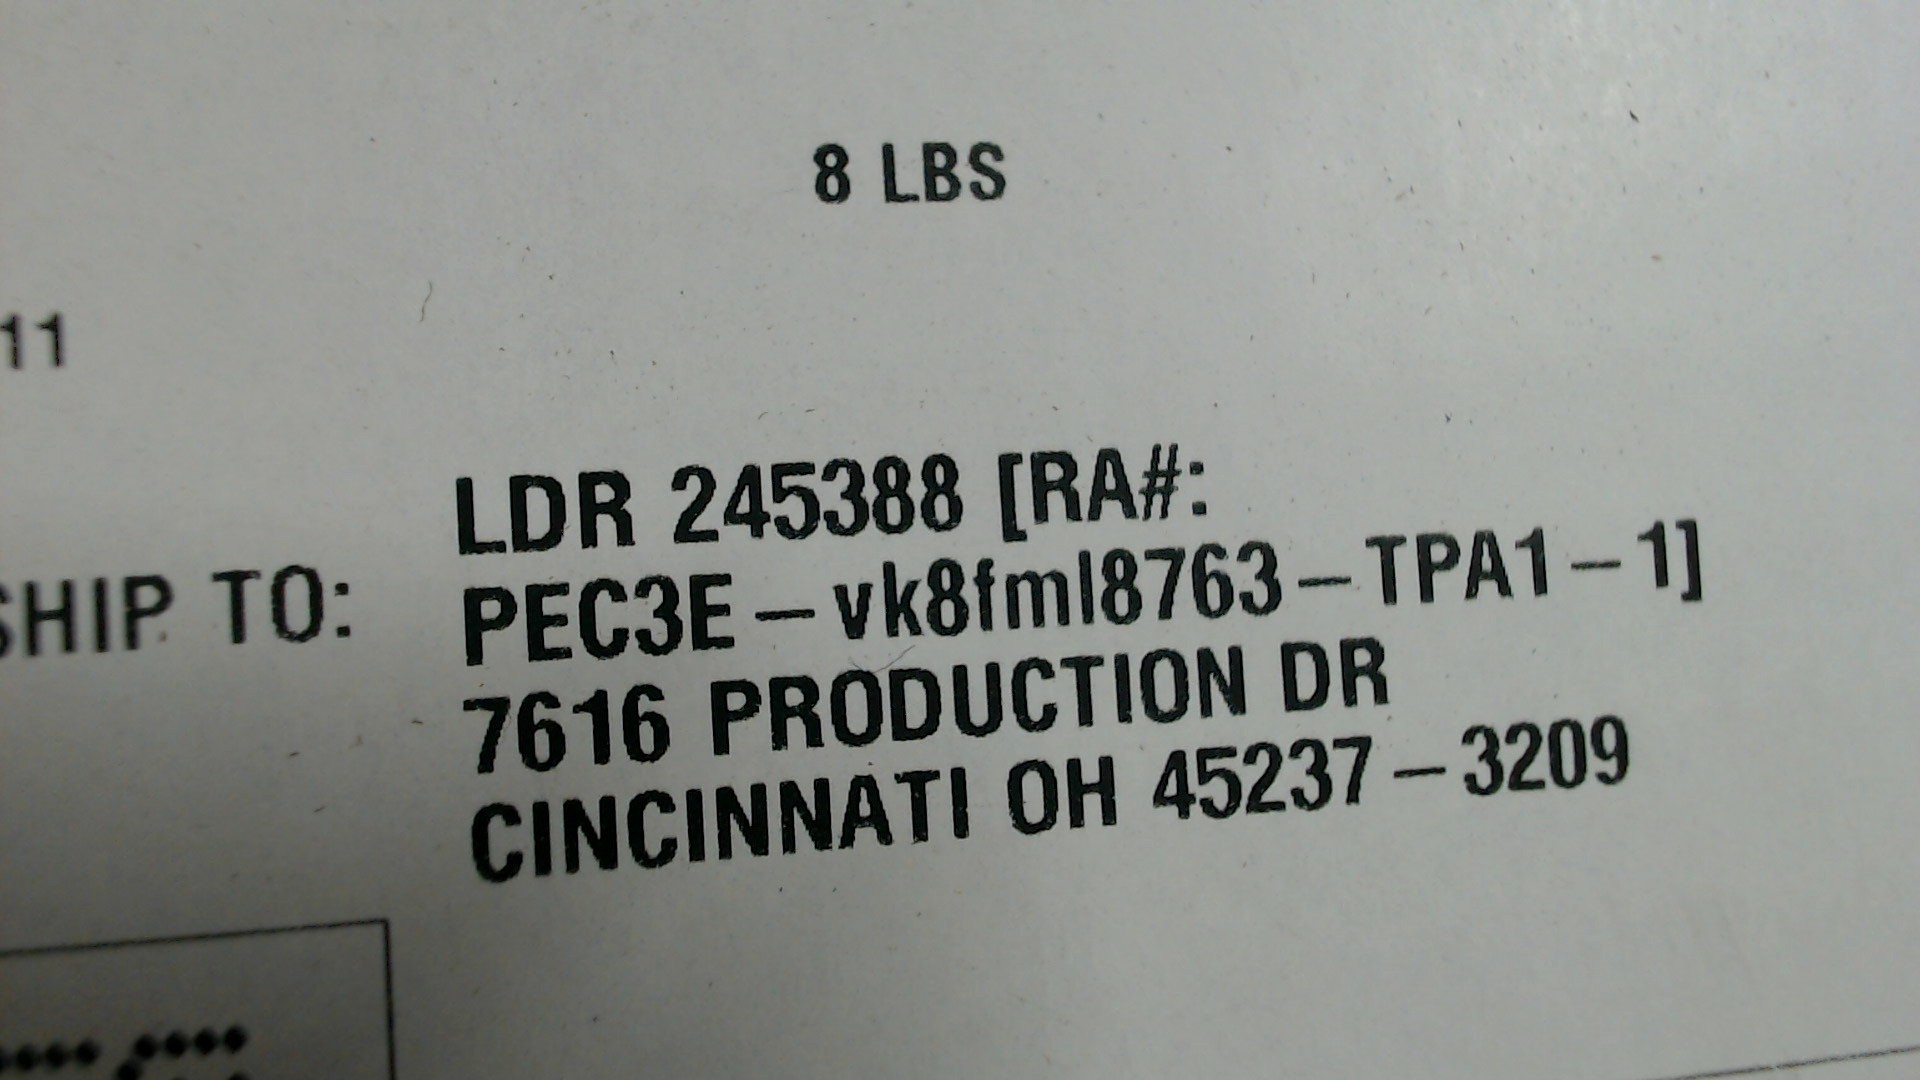 8 LBS
11
SHIP TO:
LDR 245388 [RA#:
PEC3E-vk8fml8763-TPA1-1]
7616 PRODUCTION DR
CINCINNATI OH 45237-3209